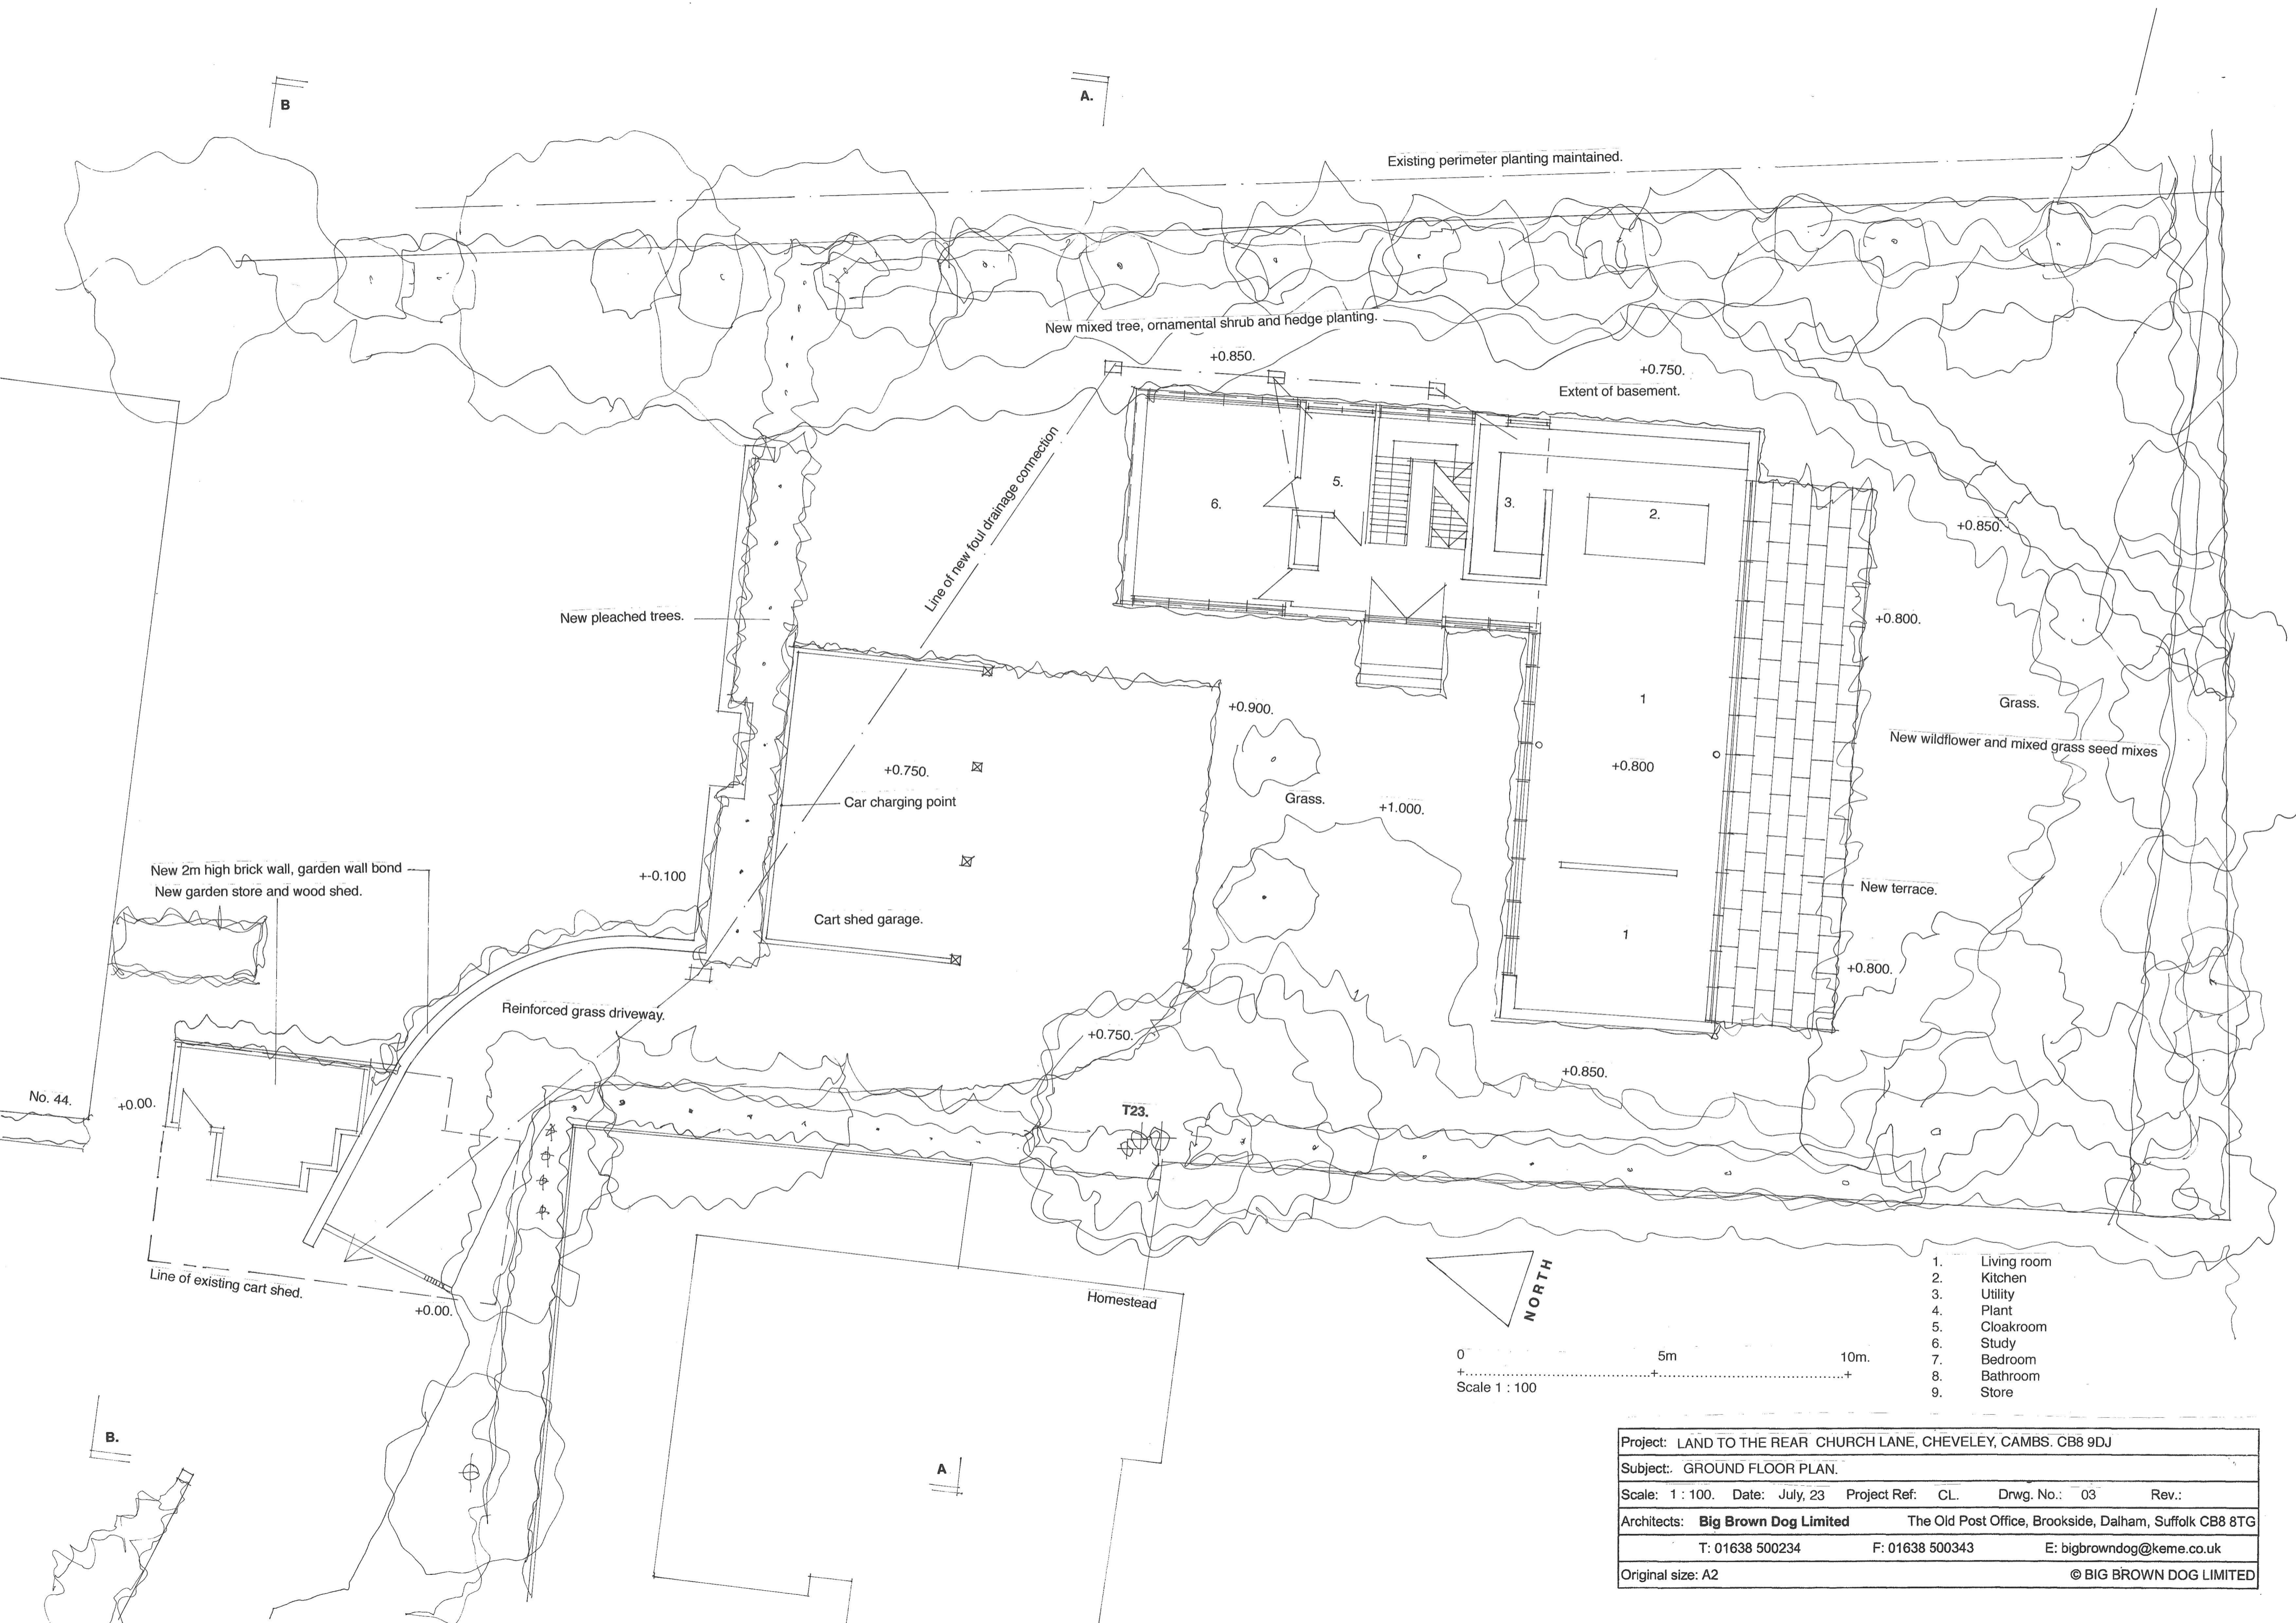 B
A.
Existing perimeter planting maintained.
New mixed tree, ornamental shrub and hedge planting.
+0.850.
+0.750.
Extent of basement.
Line of new foul drainage connection
5.
6.
3.
2.
+0.850.
New pleached trees.
+0.800.
1
Grass.
+0.900.
New wildflower and mixed grass seed mixes
+0.750.
+0.800
Car charging point
Grass.
+1.000.
New 2m high brick wall, garden wall bond
+-0.100
New garden store and wood shed.
New terrace.
Cart shed garage.
1
+0.800.
Reinforced grass driveway.
+0.750.
+0.850.
No. 44.
+0.00.
T23.
Line of existing cart shed.
+0.00.
Homestead
NORTH
0 5m 10m.
Scale 1 : 100
1. Living room
2. Kitchen
3. Utility
4. Plant
5. Cloakroom
6. Study
7. Bedroom
8. Bathroom
9. Store
B.
A
Project: LAND TO THE REAR CHURCH LANE, CHEVELEY, CAMBS. CB8 9DJ
Subject: GROUND FLOOR PLAN.
Scale: 1 : 100. Date: July, 23 Project Ref: CL. Drwg. No.: 03 Rev.:
Architects: Big Brown Dog Limited The Old Post Office, Brookside, Dalham, Suffolk CB8 8TG
T: 01638 500234 F: 01638 500343 E: bigbrowndog@keme.co.uk
Original size: A2 © BIG BROWN DOG LIMITED